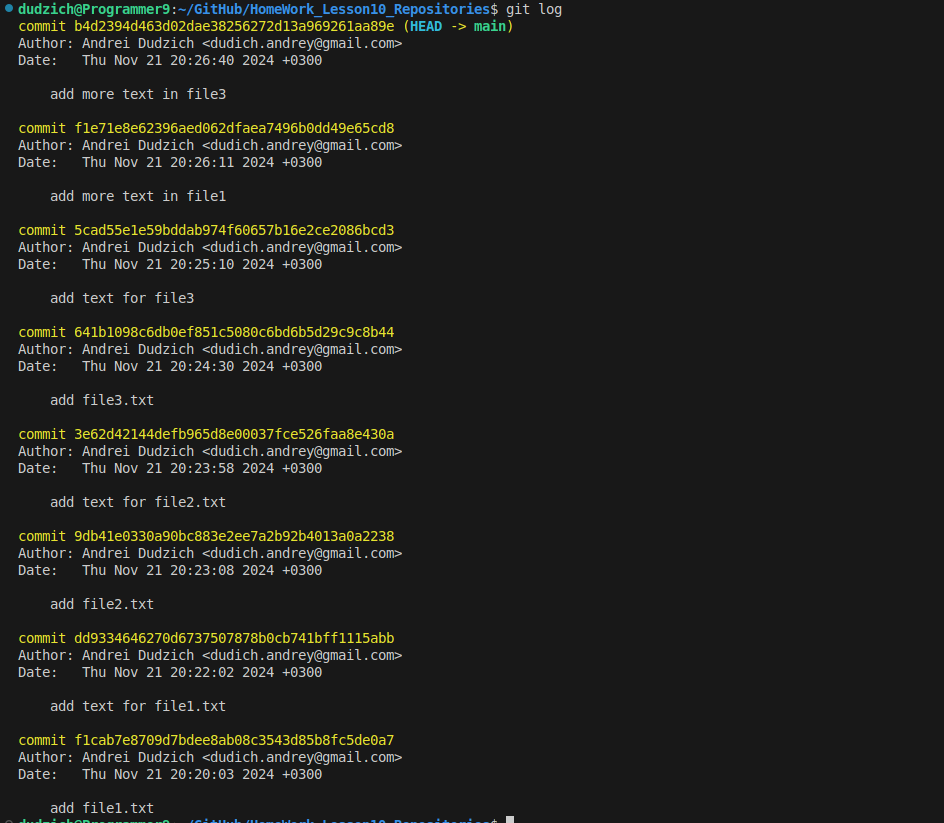 dudzich@Programmer9:~/GitHub/HomeWork_Lesson10_Repositories$ git log
commit b4d2394d463d02dae38256272d13a969261aa89e (HEAD -> main)
Author: Andrei Dudzich <dudich.andrey@gmail.com>
Date:   Thu Nov 21 20:26:40 2024 +0300
    add more text in file3
commit f1e71e8e62396aed062dfaea7496b0dd49e65cd8
Author: Andrei Dudzich <dudich.andrey@gmail.com>
Date:   Thu Nov 21 20:26:11 2024 +0300
    add more text in file1
commit 5cad55e1e59bddab974f60657b16e2ce2086bcd3
Author: Andrei Dudzich <dudich.andrey@gmail.com>
Date:   Thu Nov 21 20:25:10 2024 +0300
    add text for file3
commit 641b1098c6db0ef851c5080c6bd6b5d29c9c8b44
Author: Andrei Dudzich <dudich.andrey@gmail.com>
Date:   Thu Nov 21 20:24:30 2024 +0300
    add file3.txt
commit 3e62d42144defb965d8e00037fce526faa8e430a
Author: Andrei Dudzich <dudich.andrey@gmail.com>
Date:   Thu Nov 21 20:23:58 2024 +0300
    add text for file2.txt
commit 9db41e0330a90bc883e2ee7a2b92b4013a0a2238
Author: Andrei Dudzich <dudich.andrey@gmail.com>
Date:   Thu Nov 21 20:23:08 2024 +0300
    add file2.txt
commit dd9334646270d6737507878b0cb741bff1115abb
Author: Andrei Dudzich <dudich.andrey@gmail.com>
Date:   Thu Nov 21 20:22:02 2024 +0300
    add text for file1.txt
commit f1cab7e8709d7bdee8ab08c3543d85b8fc5de0a7
Author: Andrei Dudzich <dudich.andrey@gmail.com>
Date:   Thu Nov 21 20:20:03 2024 +0300
    add file1.txt
dudzich@Programmer9:~/GitHub/HomeWork_Lesson10_Repositories$